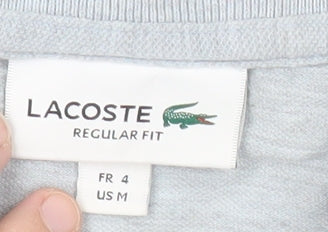 LACOSTE
REGULAR FIT
FR 4
US M